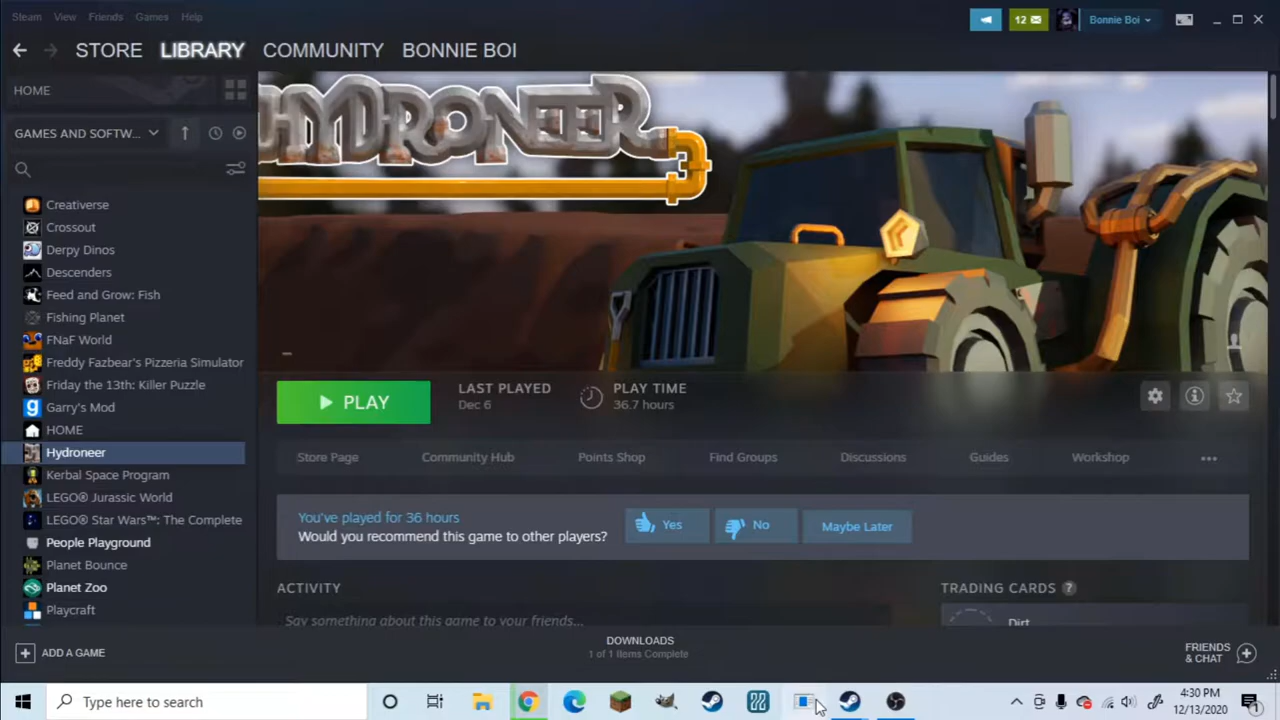 Steam View Friends Games Help
12
Bonnie Boi
STORE LIBRARY COMMUNITY BONNIE BOI
HOME
GAMES AND SOFTW...
HYDRONEER
Creativerse
Crossout
Derpy Dinos
Descenders
Feed and Grow: Fish
Fishing Planet
FNaF World
Freddy Fazbear's Pizzeria Simulator
Friday the 13th: Killer Puzzle
Garry's Mod
HOME
Hydroneer
Kerbal Space Program
LEGO® Jurassic World
LEGO® Star Wars™: The Complete
People Playground
Planet Bounce
Planet Zoo
Playcraft
PLAY
LAST PLAYED
Dec 6
PLAY TIME
36.7 hours
Store Page Community Hub Points Shop Find Groups Discussions Guides Workshop
You've played for 36 hours
Would you recommend this game to other players?
Yes No Maybe Later
ACTIVITY
Say something about this game to your friends...
TRADING CARDS ?
Dirt
ADD A GAME
DOWNLOADS
1 of 1 Items Complete
FRIENDS
& CHAT
Type here to search
4:30 PM
12/13/2020
1